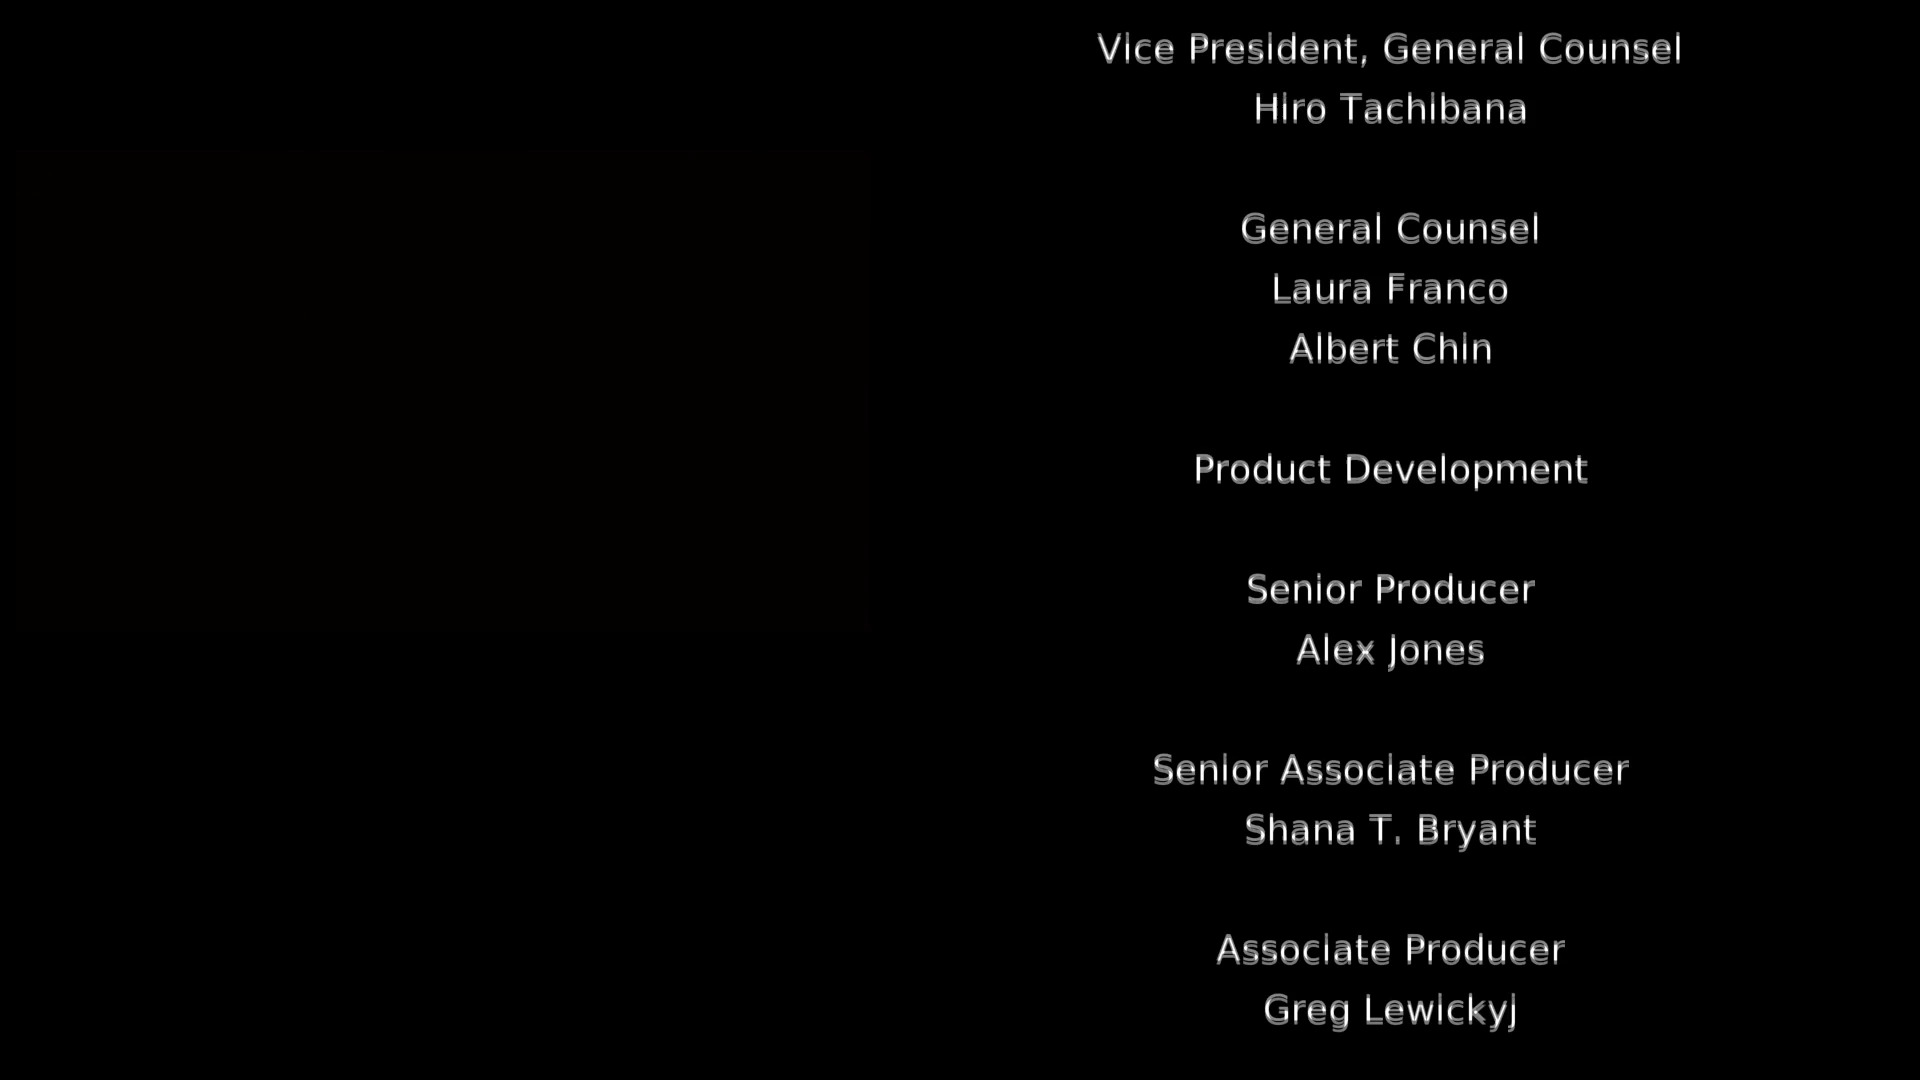 Vice President, General Counsel
Hiro Tachibana
General Counsel
Laura Franco
Albert Chin
Product Development
Senior Producer
Alex Jones
Senior Associate Producer
Shana T. Bryant
Associate Producer
Greg Lewickyj